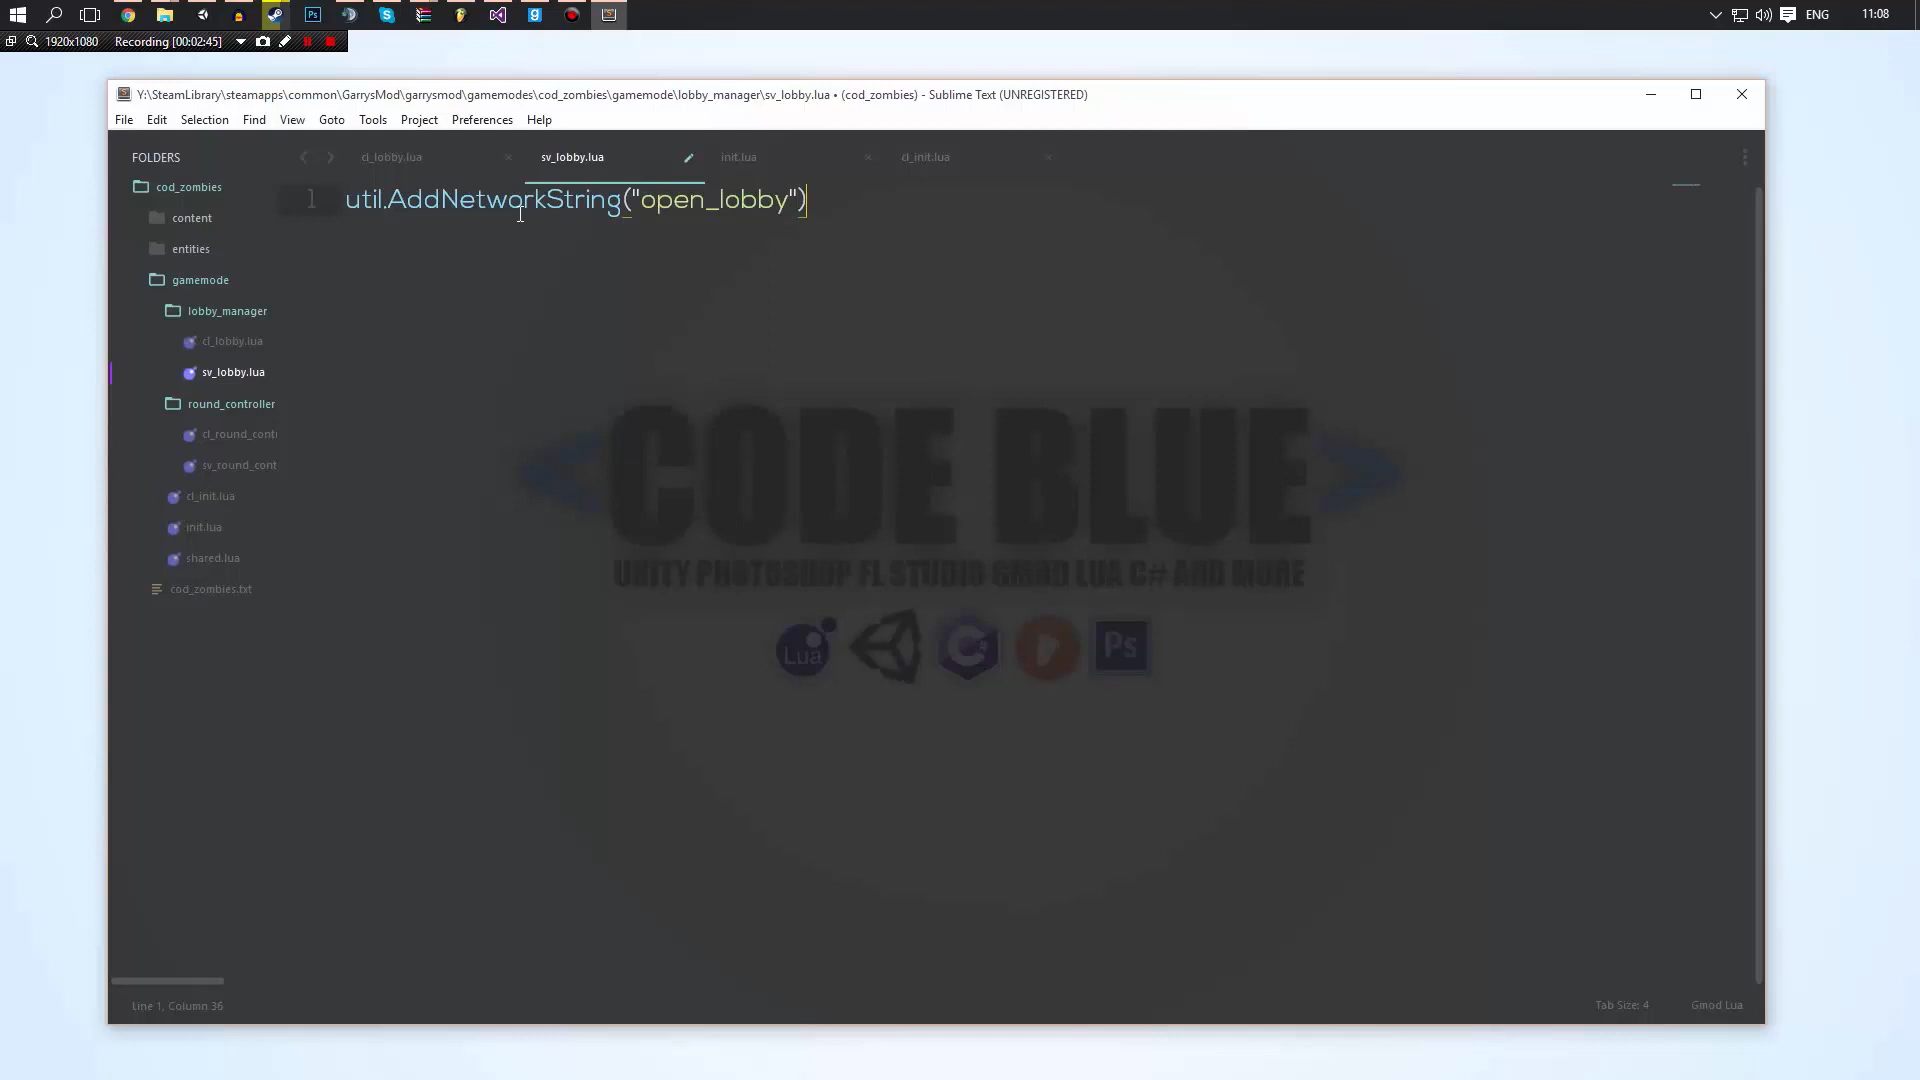 ENG
11:08
1920x1080
Recording [00:02:45]
Y:\SteamLibrary\steamapps\common\GarrysMod\garrysmod\gamemodes\cod_zombies\gamemode\lobby_manager\sv_lobby.lua • (cod_zombies) - Sublime Text (UNREGISTERED)
File Edit Selection Find View Goto Tools Project Preferences Help
FOLDERS
cod_zombies
content
entities
gamemode
lobby_manager
cl_lobby.lua
sv_lobby.lua
round_controller
cl_round_contr
sv_round_cont
cl_init.lua
init.lua
shared.lua
cod_zombies.txt
cl_lobby.lua
sv_lobby.lua
init.lua
cl_init.lua
1 util.AddNetworkString("open_lobby")
<CODE BLUE>
UNITY PHOTOSHOP FL STUDIO GMOD LUA C# AND MORE
Lua
C#
Ps
Line 1, Column 36
Tab Size: 4
Gmod Lua